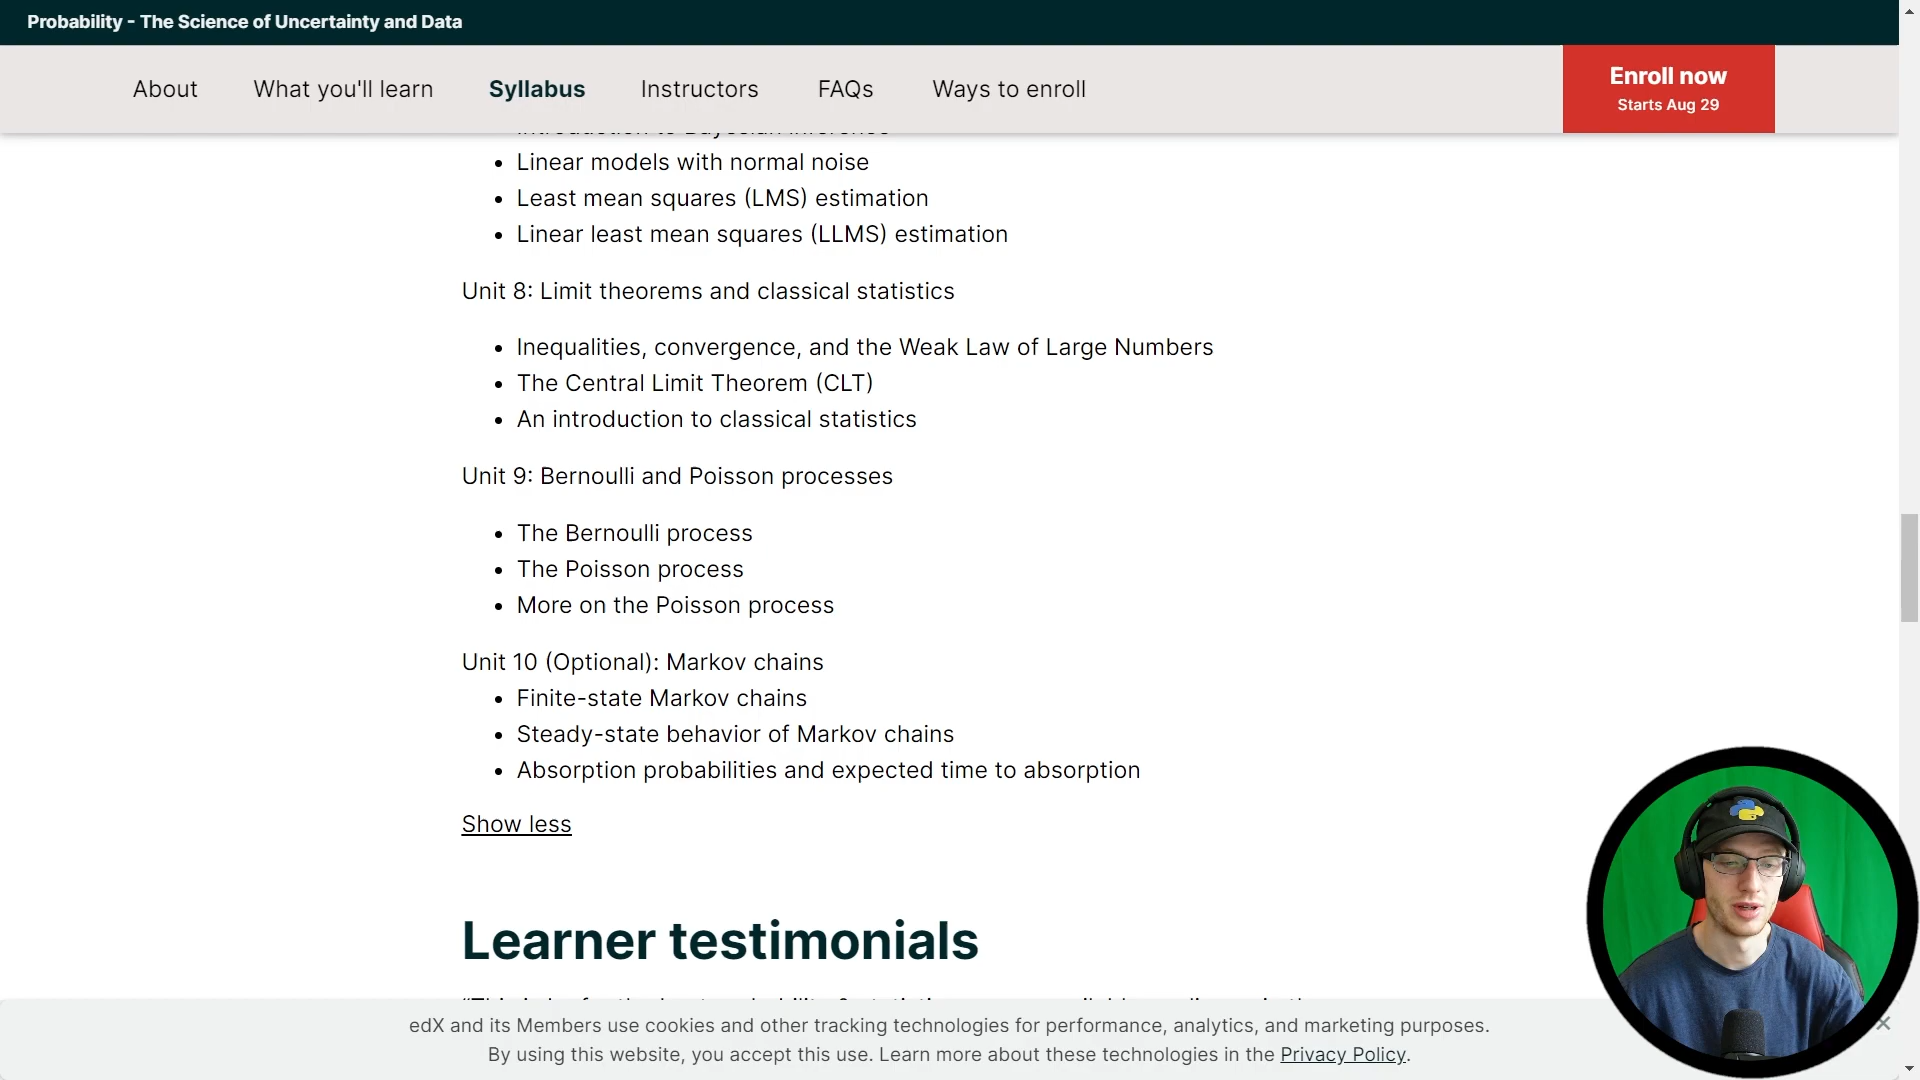 Probability - The Science of Uncertainty and Data
About
What you'll learn
Syllabus
Instructors
FAQs
Ways to enroll
Enroll now
Starts Aug 29
Introduction to Bayesian inference
Linear models with normal noise
Least mean squares (LMS) estimation
Linear least mean squares (LLMS) estimation
Unit 8: Limit theorems and classical statistics
Inequalities, convergence, and the Weak Law of Large Numbers
The Central Limit Theorem (CLT)
An introduction to classical statistics
Unit 9: Bernoulli and Poisson processes
The Bernoulli process
The Poisson process
More on the Poisson process
Unit 10 (Optional): Markov chains
Finite-state Markov chains
Steady-state behavior of Markov chains
Absorption probabilities and expected time to absorption
Show less
Learner testimonials
edX and its Members use cookies and other tracking technologies for performance, analytics, and marketing purposes.
By using this website, you accept this use. Learn more about these technologies in the Privacy Policy.